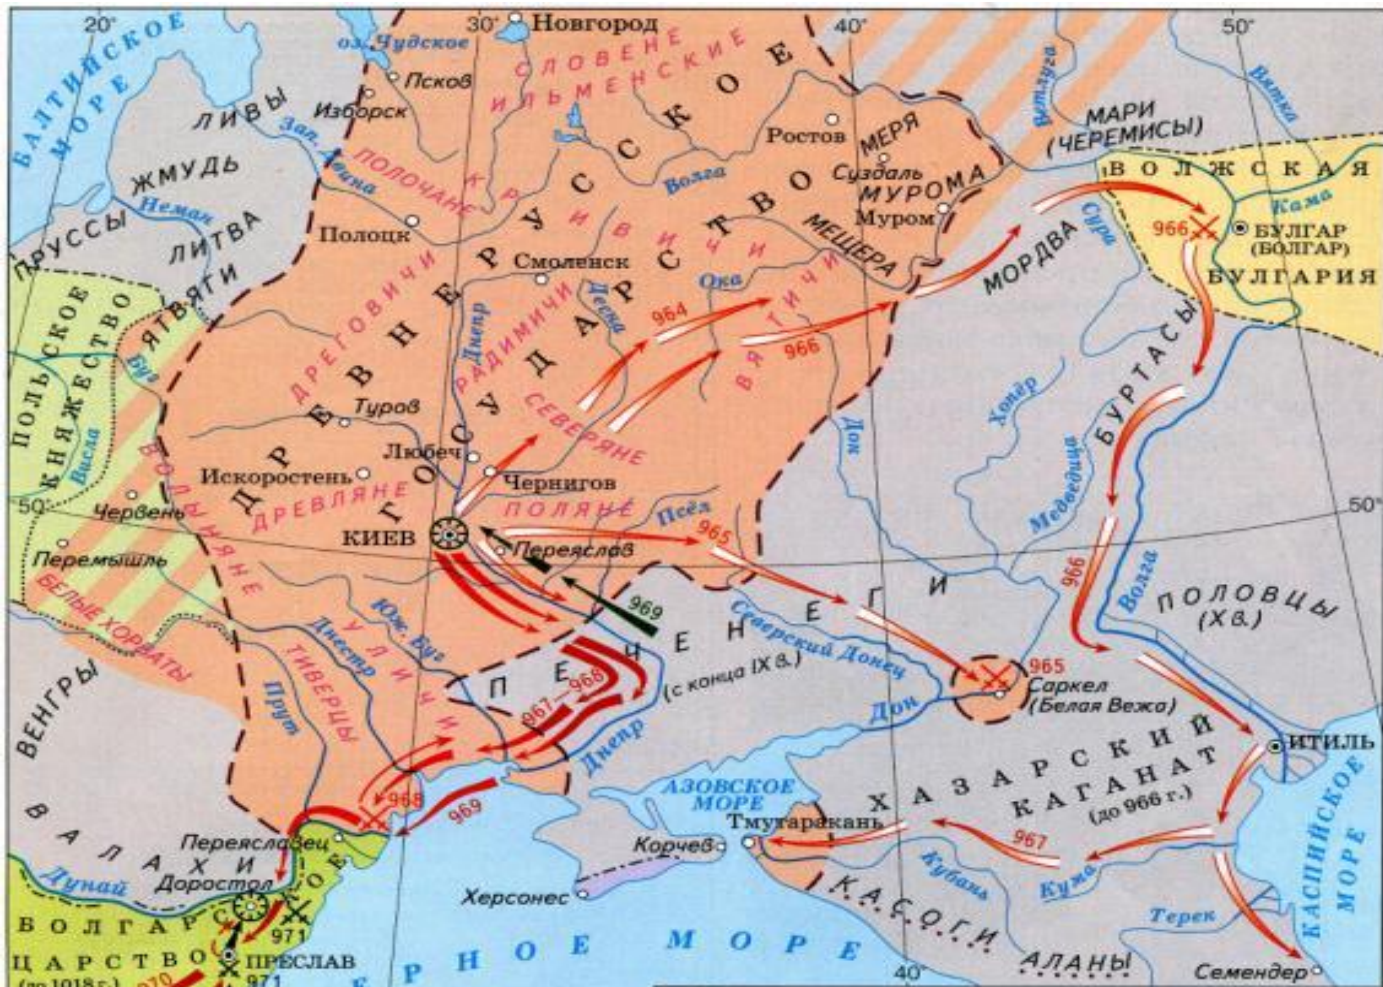 20°
30°
40°
50°
БАЛТИЙСКОЕ
МОРЕ
оз. Чудское
Новгород
Псков
Изборск
СЛОВЕНЕ
ИЛЬМЕНСКИЕ
ЛИВЫ
Зап. Двина
ЖМУДЬ
Неман
ЛИТВА
ПРУССЫ
ЯТВЯГИ
ПОЛОЧАНЕ
КРИВИЧИ
Полоцк
Смоленск
Волга
Ростов
МЕРЯ
Суздаль
МУРОМА
Муром
МЕЩЕРА
Ветлуга
Вятка
МАРИ
(ЧЕРЕМИСЫ)
ВОЛЖСКАЯ
Кама
Сура
966
БУЛГАР
(БОЛГАР)
БУЛГАРИЯ
МОРДВА
ДРЕВНЕРУССКОЕ
ГОСУДАРСТВО
ПОЛЬСКОЕ
КНЯЖЕСТВО
Буг
Висла
ДРЕГОВИЧИ
Днепр
РАДИМИЧИ
Десна
Ока
964
966
ВЯТИЧИ
СЕВЕРЯНЕ
Туров
Любеч
Чернигов
Искоростень
ДРЕВЛЯНЕ
ПОЛЯНЕ
Псёл
ВОЛЫНЯНЕ
50°
Червень
Перемышль
КИЕВ
Переяслав
965
Дон
Хопёр
Медведица
БУРТАСЫ
50°
966
Волга
ПОЛОВЦЫ
(X в.)
БЕЛЫЕ ХОРВАТЫ
Днестр
Юж. Буг
УЛИЧИ
ТИВЕРЦЫ
Прут
969
ПЕЧЕНЕГИ
(с конца IX в.)
967—968
Днепр
Северский Донец
Дон
965
Саркел
(Белая Вежа)
ВЕНГРЫ
ВАЛАХИ
968
969
АЗОВСКОЕ
МОРЕ
ХАЗАРСКИЙ
КАГАНАТ
(до 966 г.)
ИТИЛЬ
Переяславец
Тмутаракань
Корчев
967
КАСПИЙСКОЕ
МОРЕ
Дунай
Доростол
Херсонес
Кубань
Кума
КАСОГИ
Терек
БОЛГАРСКОЕ
ЦАРСТВО
(до 1018 г.)
971
ПРЕСЛАВ
971
970
ЕРНОЕ МОРЕ
40°
АЛАНЫ
Семендер